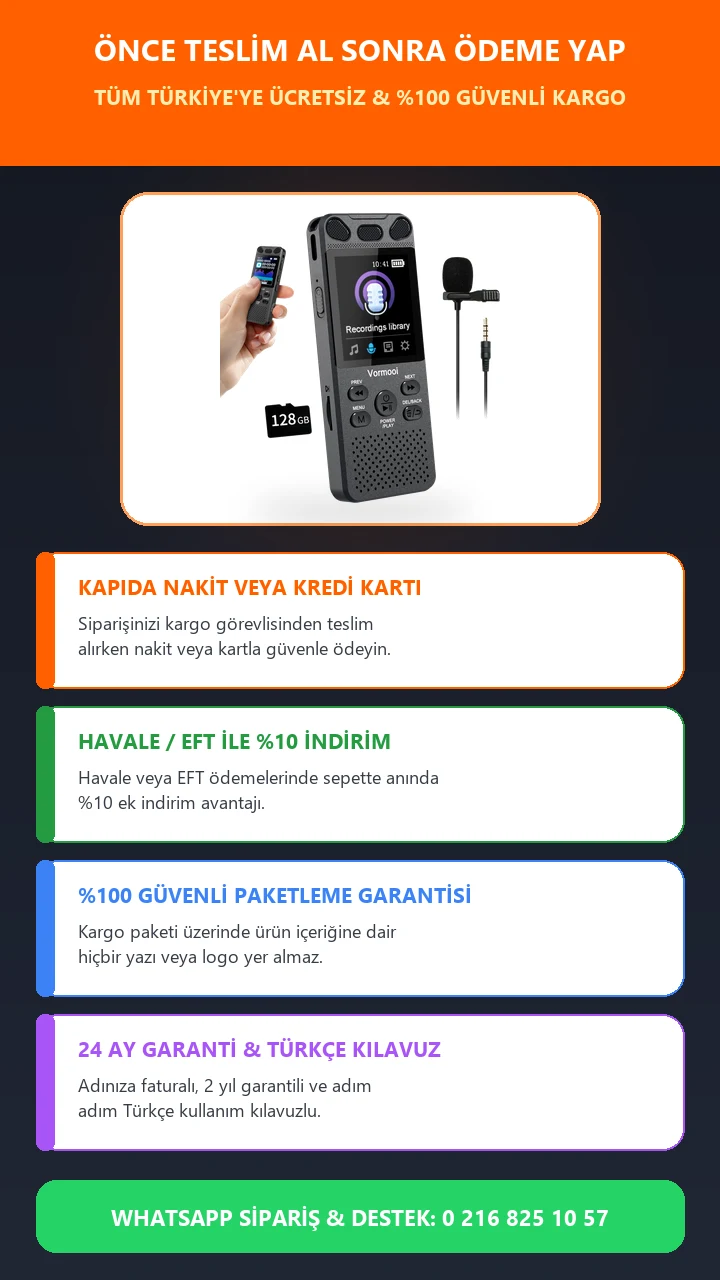 ÖNCE TESLİM AL SONRA ÖDEME YAP
TÜM TÜRKİYE'YE ÜCRETSİZ & %100 GÜVENLİ KARGO
10:41
Recordings library
Vormooi
PREV
NEXT
MENU
DEL/BACK
M
POWER
/PLAY
128GB
KAPIDA NAKİT VEYA KREDİ KARTI
Siparişinizi kargo görevlisinden teslim
alırken nakit veya kartla güvenle ödeyin.
HAVALE / EFT İLE %10 İNDİRİM
Havale veya EFT ödemelerinde sepette anında
%10 ek indirim avantajı.
%100 GÜVENLİ PAKETLEME GARANTİSİ
Kargo paketi üzerinde ürün içeriğine dair
hiçbir yazı veya logo yer almaz.
24 AY GARANTİ & TÜRKÇE KILAVUZ
Adınıza faturalı, 2 yıl garantili ve adım
adım Türkçe kullanım kılavuzlu.
WHATSAPP SİPARİŞ & DESTEK: 0 216 825 10 57